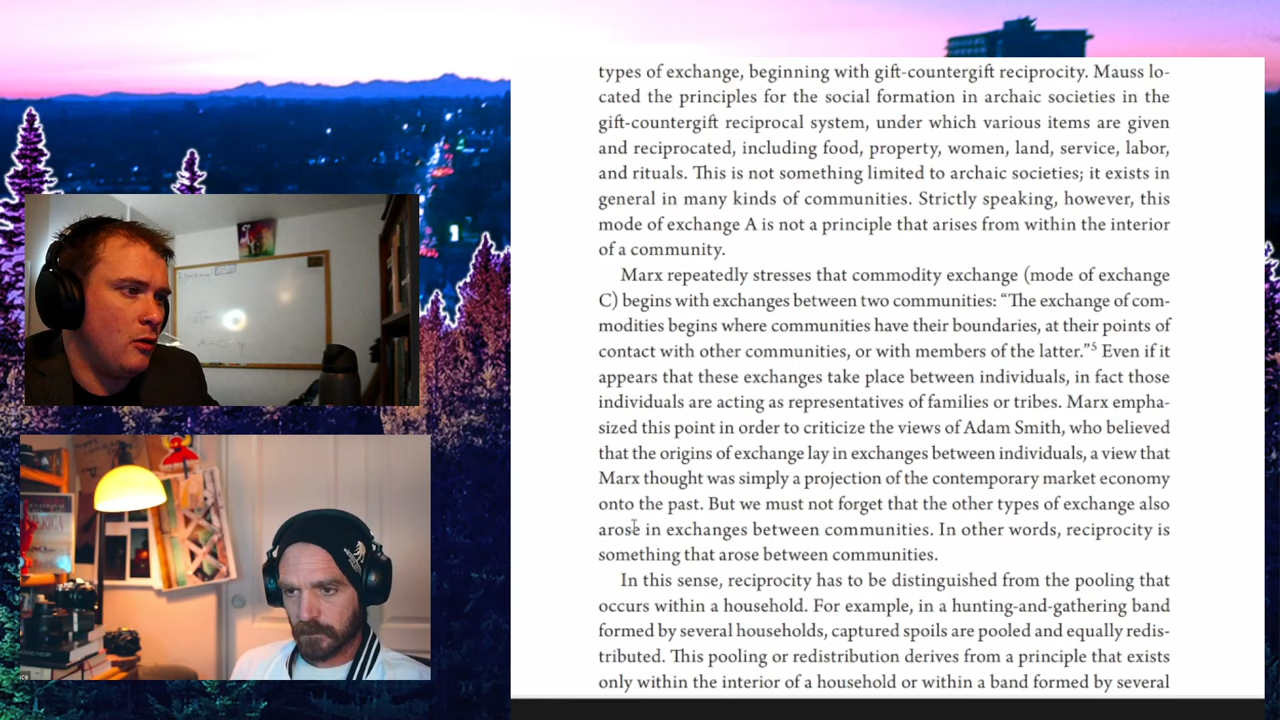 types of exchange, beginning with gift-countergift reciprocity. Mauss lo-
cated the principles for the social formation in archaic societies in the
gift-countergift reciprocal system, under which various items are given
and reciprocated, including food, property, women, land, service, labor,
and rituals. This is not something limited to archaic societies; it exists in
general in many kinds of communities. Strictly speaking, however, this
mode of exchange A is not a principle that arises from within the interior
of a community.
Marx repeatedly stresses that commodity exchange (mode of exchange
C) begins with exchanges between two communities: “The exchange of com-
modities begins where communities have their boundaries, at their points of
contact with other communities, or with members of the latter.”5 Even if it
appears that these exchanges take place between individuals, in fact those
individuals are acting as representatives of families or tribes. Marx empha-
sized this point in order to criticize the views of Adam Smith, who believed
that the origins of exchange lay in exchanges between individuals, a view that
Marx thought was simply a projection of the contemporary market economy
onto the past. But we must not forget that the other types of exchange also
arose in exchanges between communities. In other words, reciprocity is
something that arose between communities.
In this sense, reciprocity has to be distinguished from the pooling that
occurs within a household. For example, in a hunting-and-gathering band
formed by several households, captured spoils are pooled and equally redis-
tributed. This pooling or redistribution derives from a principle that exists
only within the interior of a household or within a band formed by several